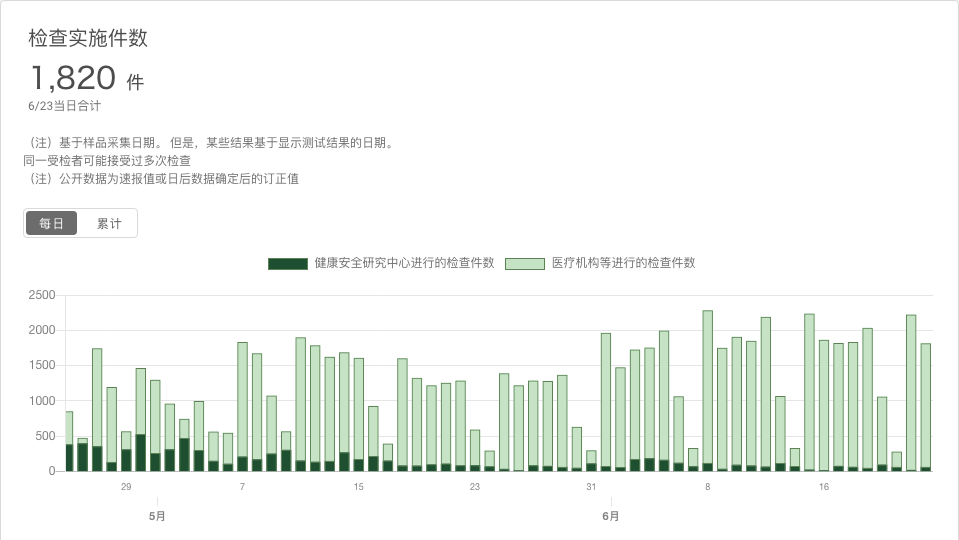 检查实施件数
1,820 件
6/23当日合计
（注）基于样品采集日期。 但是，某些结果基于显示测试结果的日期。
同一受检者可能接受过多次检查
（注）公开数据为速报值或日后数据确定后的订正值
每日 累计
健康安全研究中心进行的检查件数 医疗机构等进行的检查件数
2500
2000
1500
1000
500
0
29 7 15 23 31 8 16
5月 6月